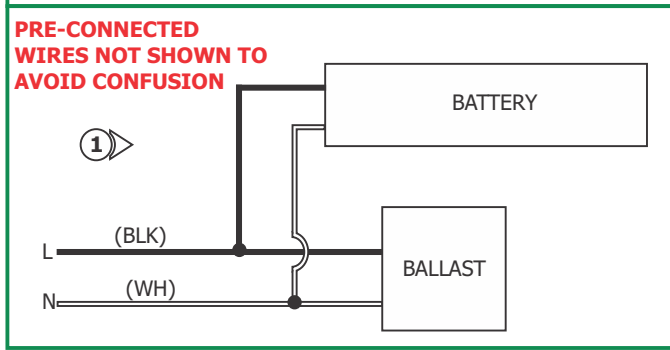 PRE-CONNECTED
WIRES NOT SHOWN TO
AVOID CONFUSION
BATTERY
1
(BLK)
L
BALLAST
(WH)
N